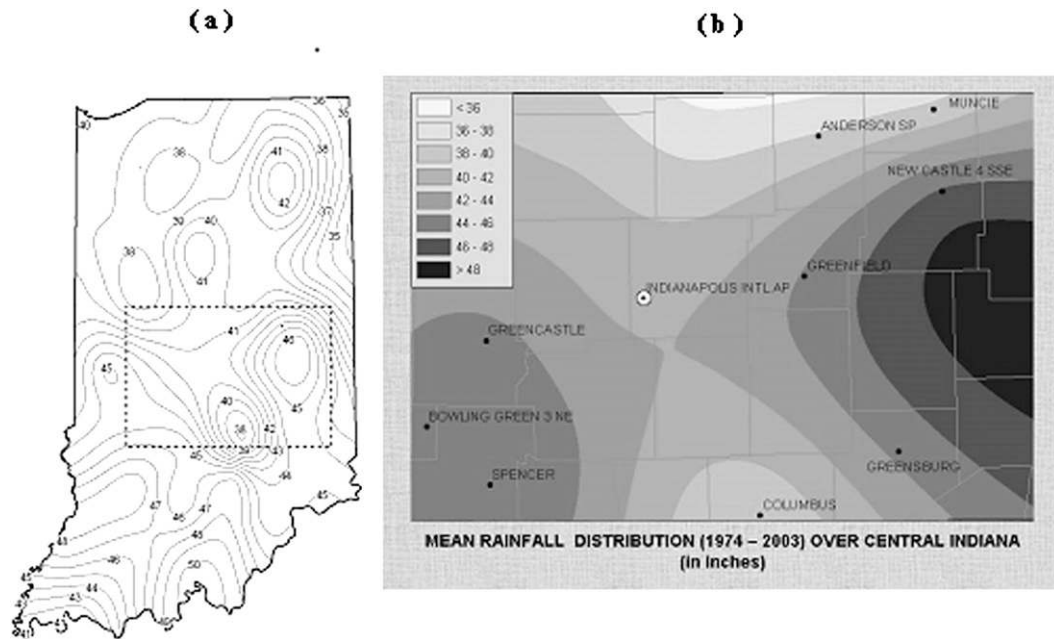 (a)
(b)
36
35
40
38
41
38
42
39
40
37
38
35
41
41
46
45
40
45
38
42
39
43
45
44
47
46
47
45
48
46
50
44
43
< 36
36 - 38
38 - 40
40 - 42
42 - 44
44 - 46
46 - 48
> 48
MUNCIE
ANDERSON SP
NEW CASTLE 4 SSE
GREENFIELD
INDIANAPOLIS INTL AP
GREENCASTLE
BOWLING GREEN 3 NE
GREENSBURG
SPENCER
COLUMBUS
MEAN RAINFALL DISTRIBUTION (1974 – 2003) OVER CENTRAL INDIANA
(in inches)